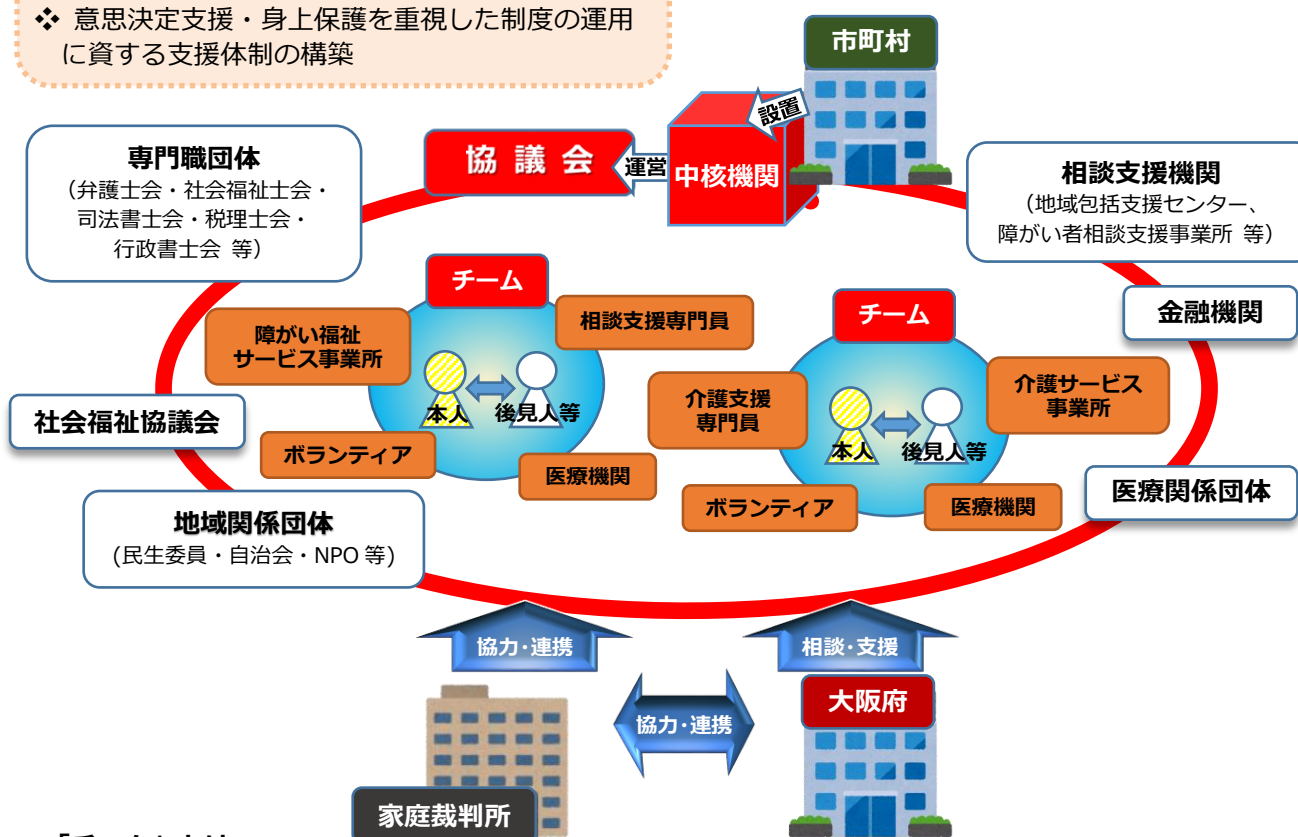 ❖ 意思決定支援・身上保護を重視した制度の運用
に資する支援体制の構築
市町村
設置
協議会
運営
中核機関
専門職団体
（弁護士会・社会福祉士会・
司法書士会・税理士会・
行政書士会 等）
相談支援機関
（地域包括支援センター、
障がい者相談支援事業所 等）
チーム
相談支援専門員
障がい福祉
サービス事業所
本人
後見人等
ボランティア
医療機関
チーム
介護支援
専門員
介護サービス
事業所
本人
後見人等
ボランティア
医療機関
金融機関
社会福祉協議会
医療関係団体
地域関係団体
(民生委員・自治会・NPO 等)
協力・連携
相談・支援
協力・連携
大阪府
家庭裁判所